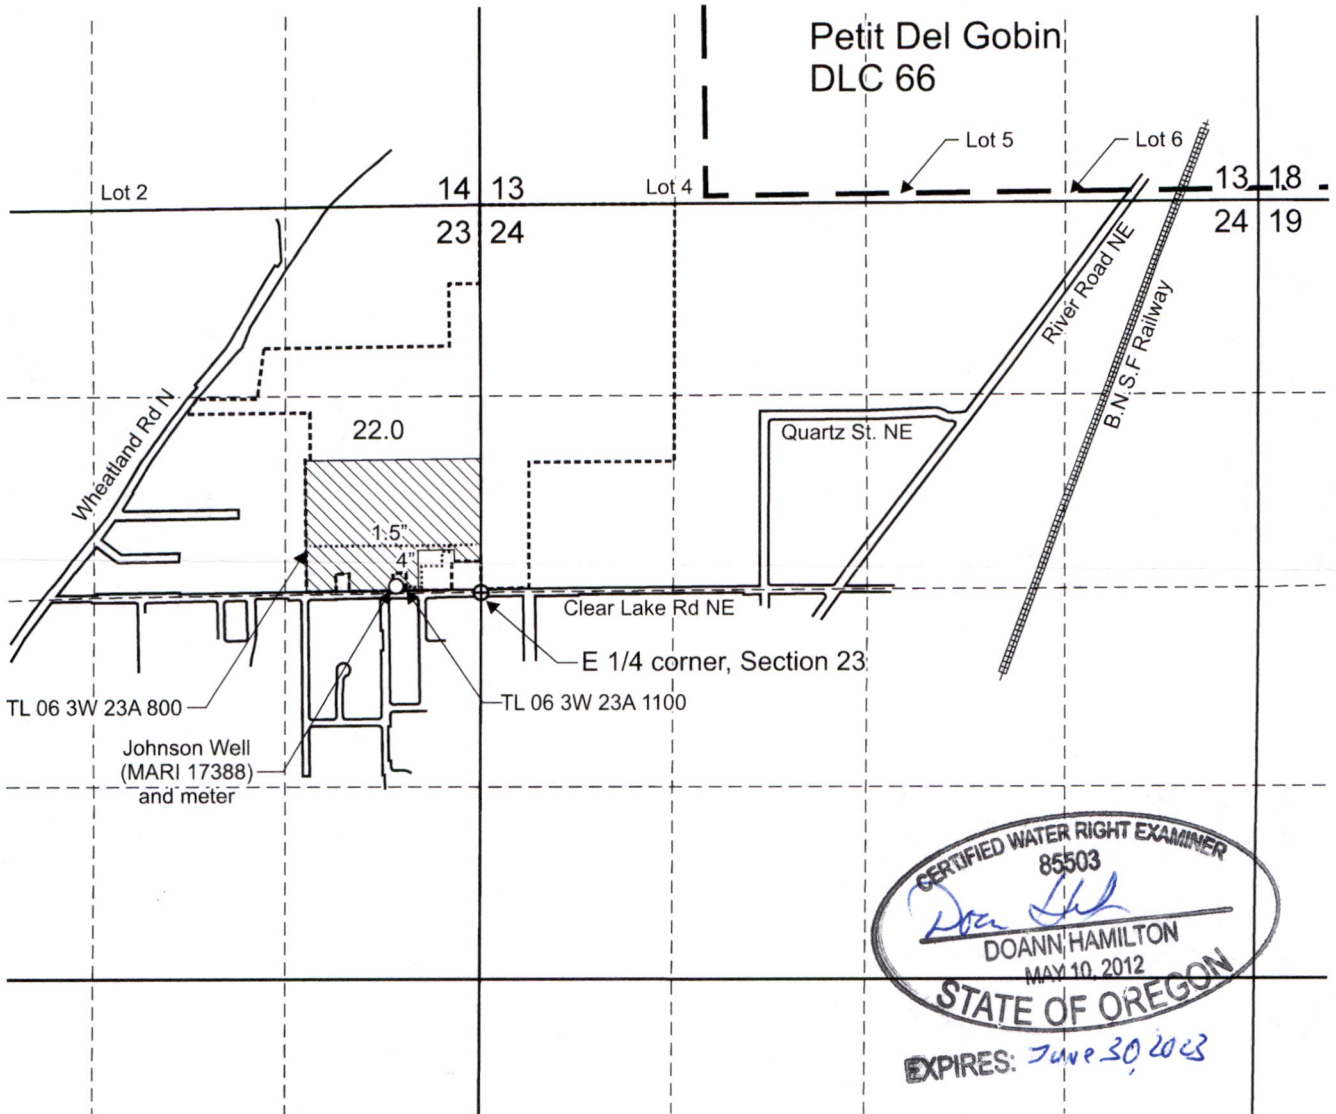 Petit Del Gobin
DLC 66
Lot 5
Lot 6
Lot 2
14 13
Lot 4
13 18
23 24
24 19
River Road NE
B.N.S.F Railway
Wheatland Rd N
22.0
Quartz St. NE
1.5"
4"
Clear Lake Rd NE
E 1/4 corner, Section 23
TL 06 3W 23A 800
TL 06 3W 23A 1100
Johnson Well
(MARI 17388)
and meter
CERTIFIED WATER RIGHT EXAMINER
85503
DOANN HAMILTON
MAY 10, 2012
STATE OF OREGON
EXPIRES: June 30, 2023